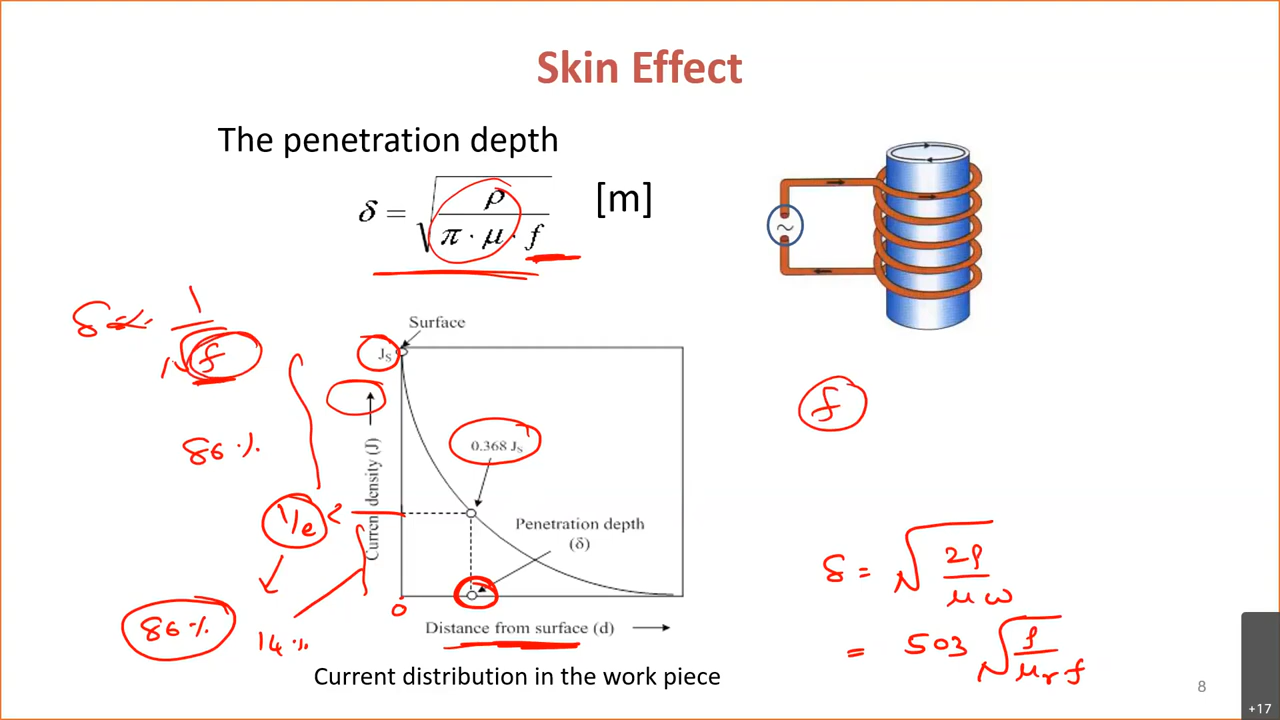 Skin Effect
The penetration depth
δ = √(ρ / (π · μ · f)) [m]
δ ∝ 1/√f
Surface
Jₛ
86 %
f
0.368 Jₛ
Current density (J)
1/e
Penetration depth
(δ)
δ = √(2ρ / μω)
0
86 %
14 %
Distance from surface (d)
= 503 √(ρ / μᵣ f)
Current distribution in the work piece
8
+17